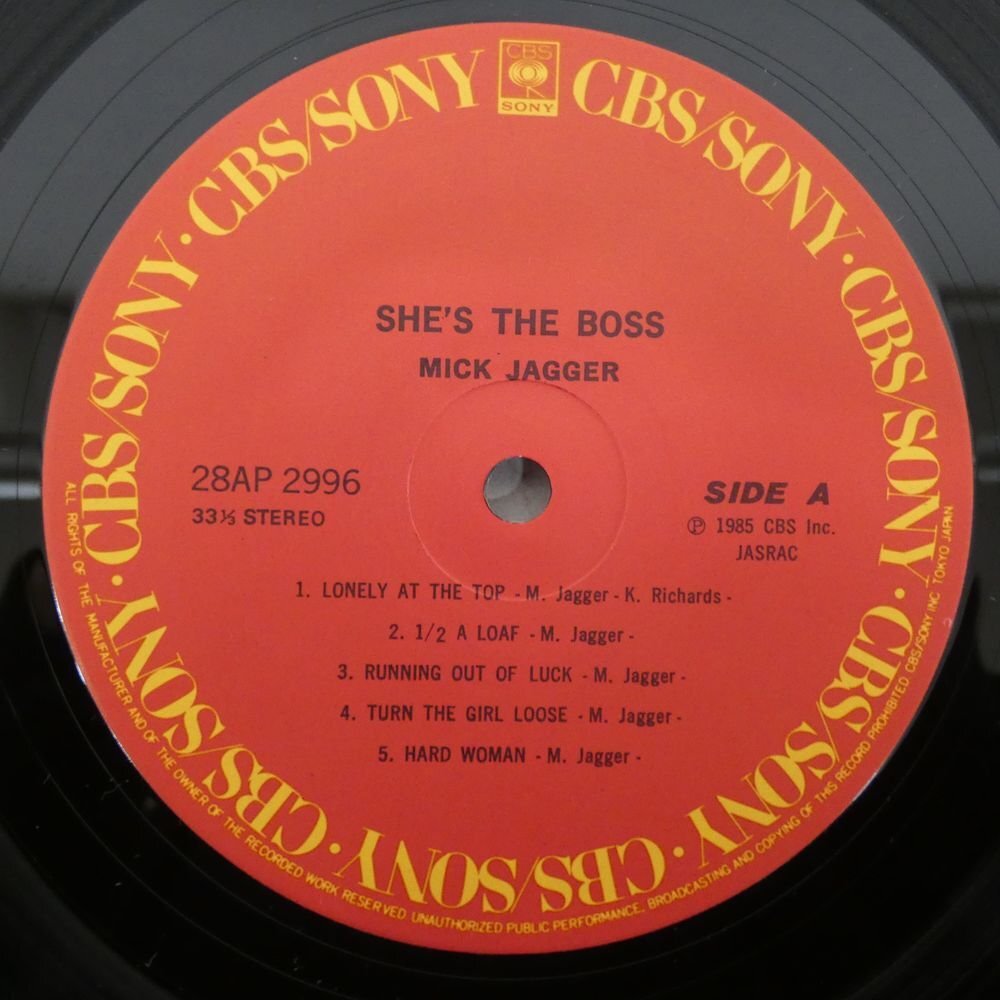 CBS
SONY
CBS/SONY · CBS/SONY · CBS/SONY · CBS/SONY · CBS/SONY · CBS/SONY · CBS/SONY · CBS/SONY
SHE'S THE BOSS
MICK JAGGER
28AP 2996
33⅓ STEREO
SIDE A
Ⓟ 1985 CBS Inc.
JASRAC
1. LONELY AT THE TOP - M. Jagger - K. Richards -
2. 1/2 A LOAF - M. Jagger -
3. RUNNING OUT OF LUCK - M. Jagger -
4. TURN THE GIRL LOOSE - M. Jagger -
5. HARD WOMAN - M. Jagger -
ALL RIGHTS OF THE MANUFACTURER AND OF THE OWNER OF THE RECORDED WORK RESERVED UNAUTHORIZED PUBLIC PERFORMANCE, BROADCASTING AND COPYING OF THIS RECORD PROHIBITED CBS/SONY INC TOKYO JAPAN